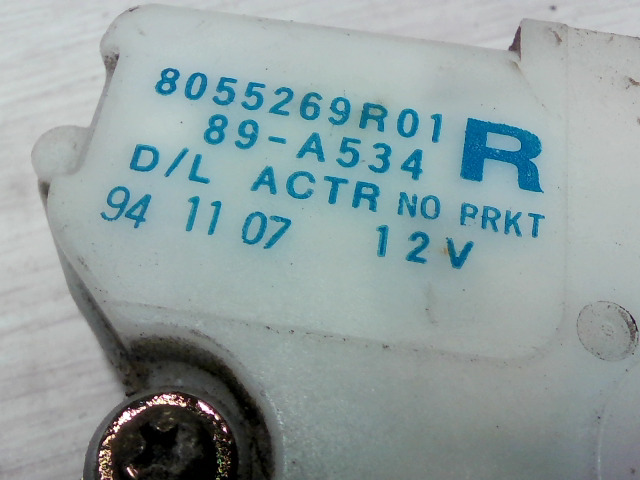 8055269R01
89-A534 R
D/L ACTR NO PRKT
94 11 07 12V